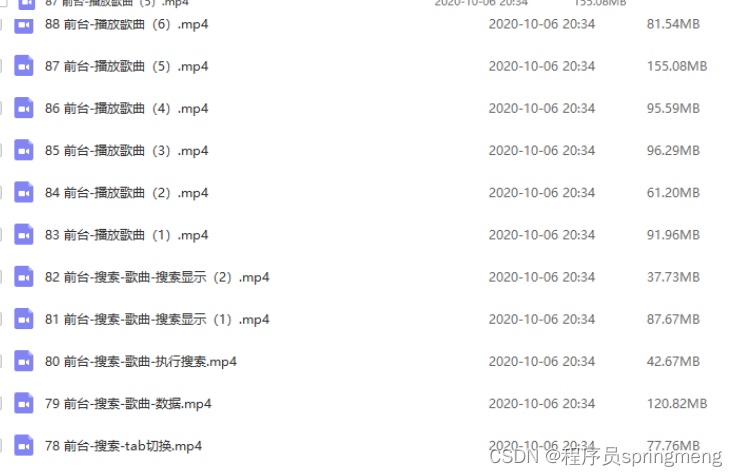 87 前台-播放歌曲（5）.mp4 2020-10-06 20:34 155.08MB
88 前台-播放歌曲（6）.mp4 2020-10-06 20:34 81.54MB
87 前台-播放歌曲（5）.mp4 2020-10-06 20:34 155.08MB
86 前台-播放歌曲（4）.mp4 2020-10-06 20:34 95.59MB
85 前台-播放歌曲（3）.mp4 2020-10-06 20:34 96.29MB
84 前台-播放歌曲（2）.mp4 2020-10-06 20:34 61.20MB
83 前台-播放歌曲（1）.mp4 2020-10-06 20:34 91.96MB
82 前台-搜索-歌曲-搜索显示（2）.mp4 2020-10-06 20:34 37.73MB
81 前台-搜索-歌曲-搜索显示（1）.mp4 2020-10-06 20:34 87.67MB
80 前台-搜索-歌曲-执行搜索.mp4 2020-10-06 20:34 42.67MB
79 前台-搜索-歌曲-数据.mp4 2020-10-06 20:34 120.82MB
78 前台-搜索-tab切换.mp4 2020-10-06 20:34 77.76MB
CSDN @程序员springmeng